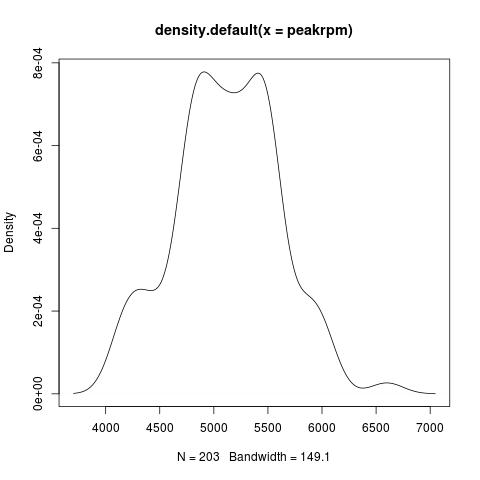 density.default(x = peakrpm)
8e-04
6e-04
4e-04
2e-04
0e+00
Density
4000 4500 5000 5500 6000 6500 7000
N = 203 Bandwidth = 149.1